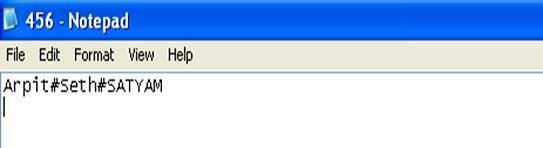 456 - Notepad
File Edit Format View Help
Arpit#Seth#SATYAM